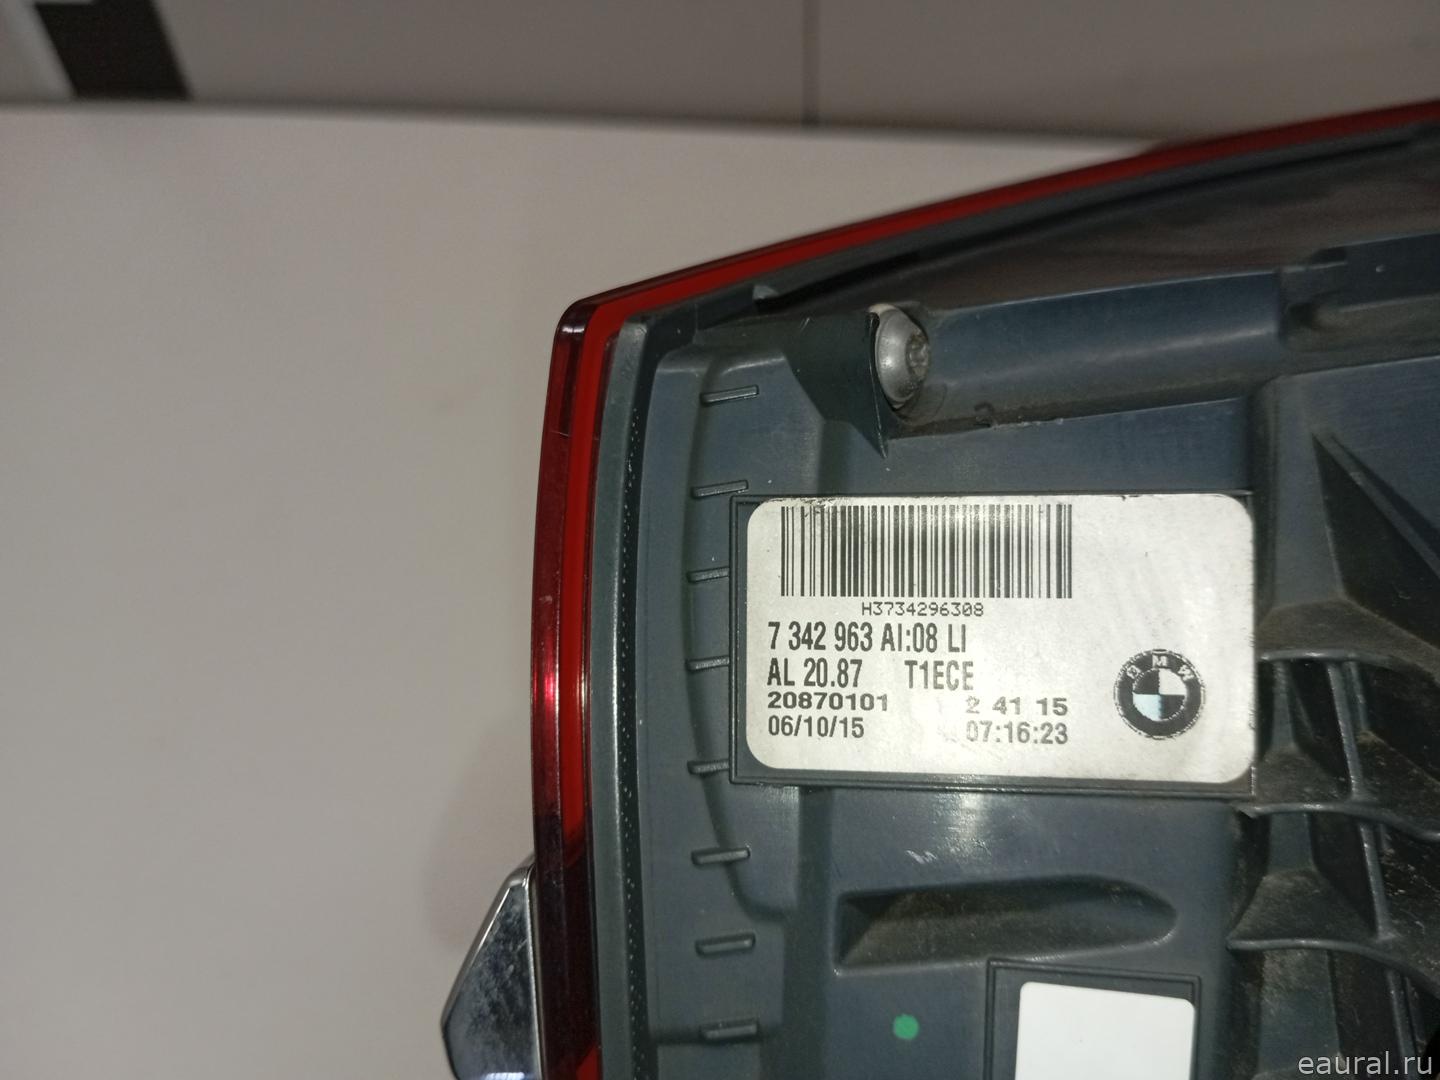 H3734296308
7 342 963 AI:08 LI
AL 20.87 T1ECE
20870101 2 41 15
06/10/15 07:16:23
BMW
eaural.ru